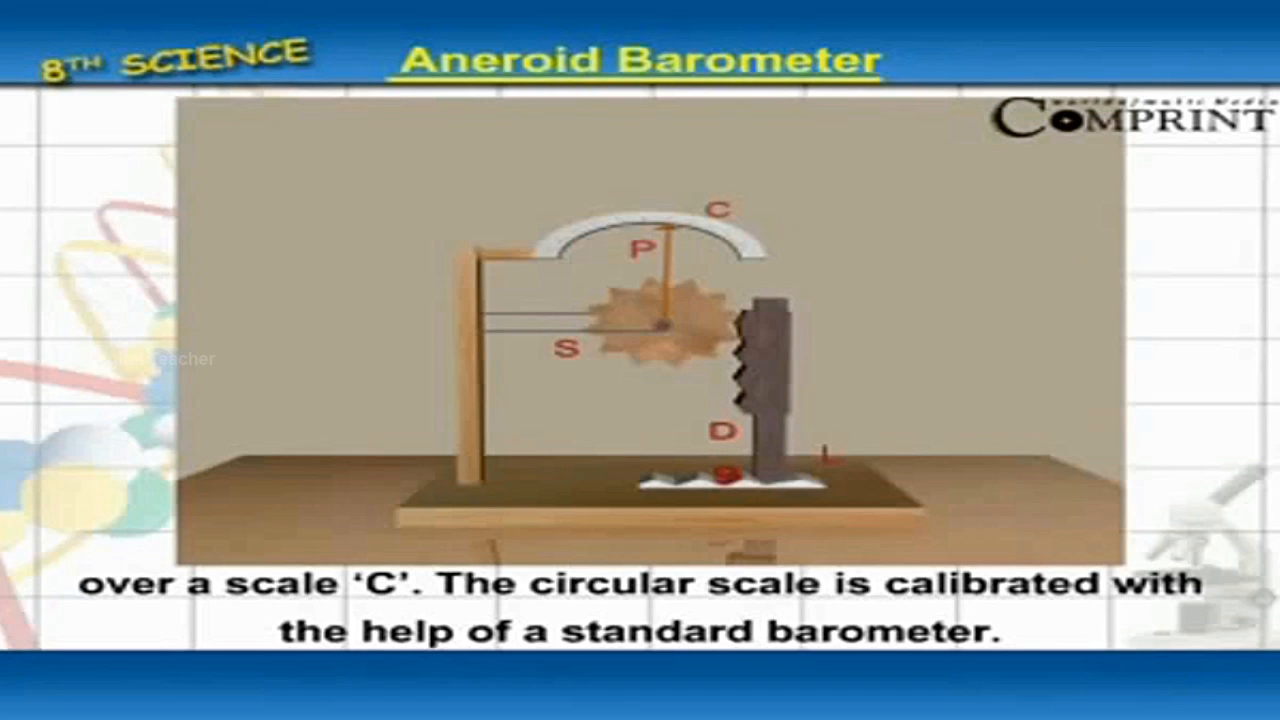 8TH SCIENCE
Aneroid Barometer
COMPRINT
C
P
S
D
L
over a scale ‘C’. The circular scale is calibrated with
the help of a standard barometer.